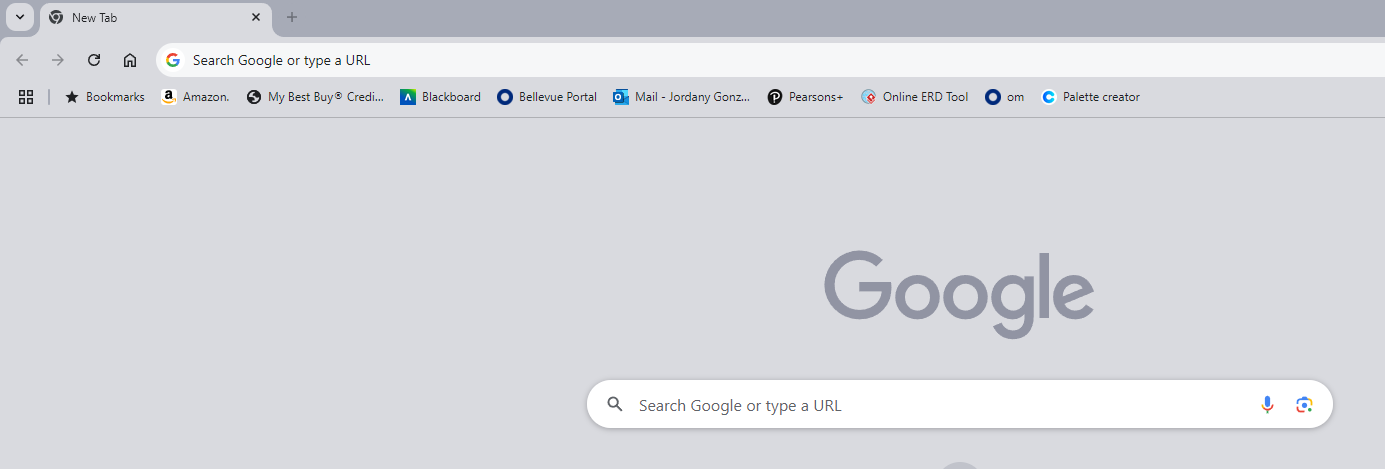 New Tab
Search Google or type a URL
Bookmarks Amazon. My Best Buy® Credi... Blackboard Bellevue Portal Mail - Jordany Gonz... Pearsons+ Online ERD Tool om Palette creator
Google
Search Google or type a URL